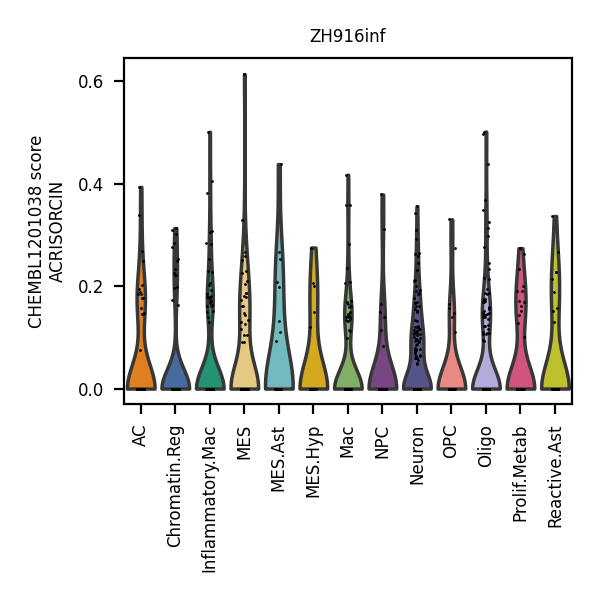 ZH916inf
CHEMBL1201038 score
ACRISORCIN
0.6
0.4
0.2
0.0
AC
Chromatin.Reg
Inflammatory.Mac
MES
MES.Ast
MES.Hyp
Mac
NPC
Neuron
OPC
Oligo
Prolif.Metab
Reactive.Ast